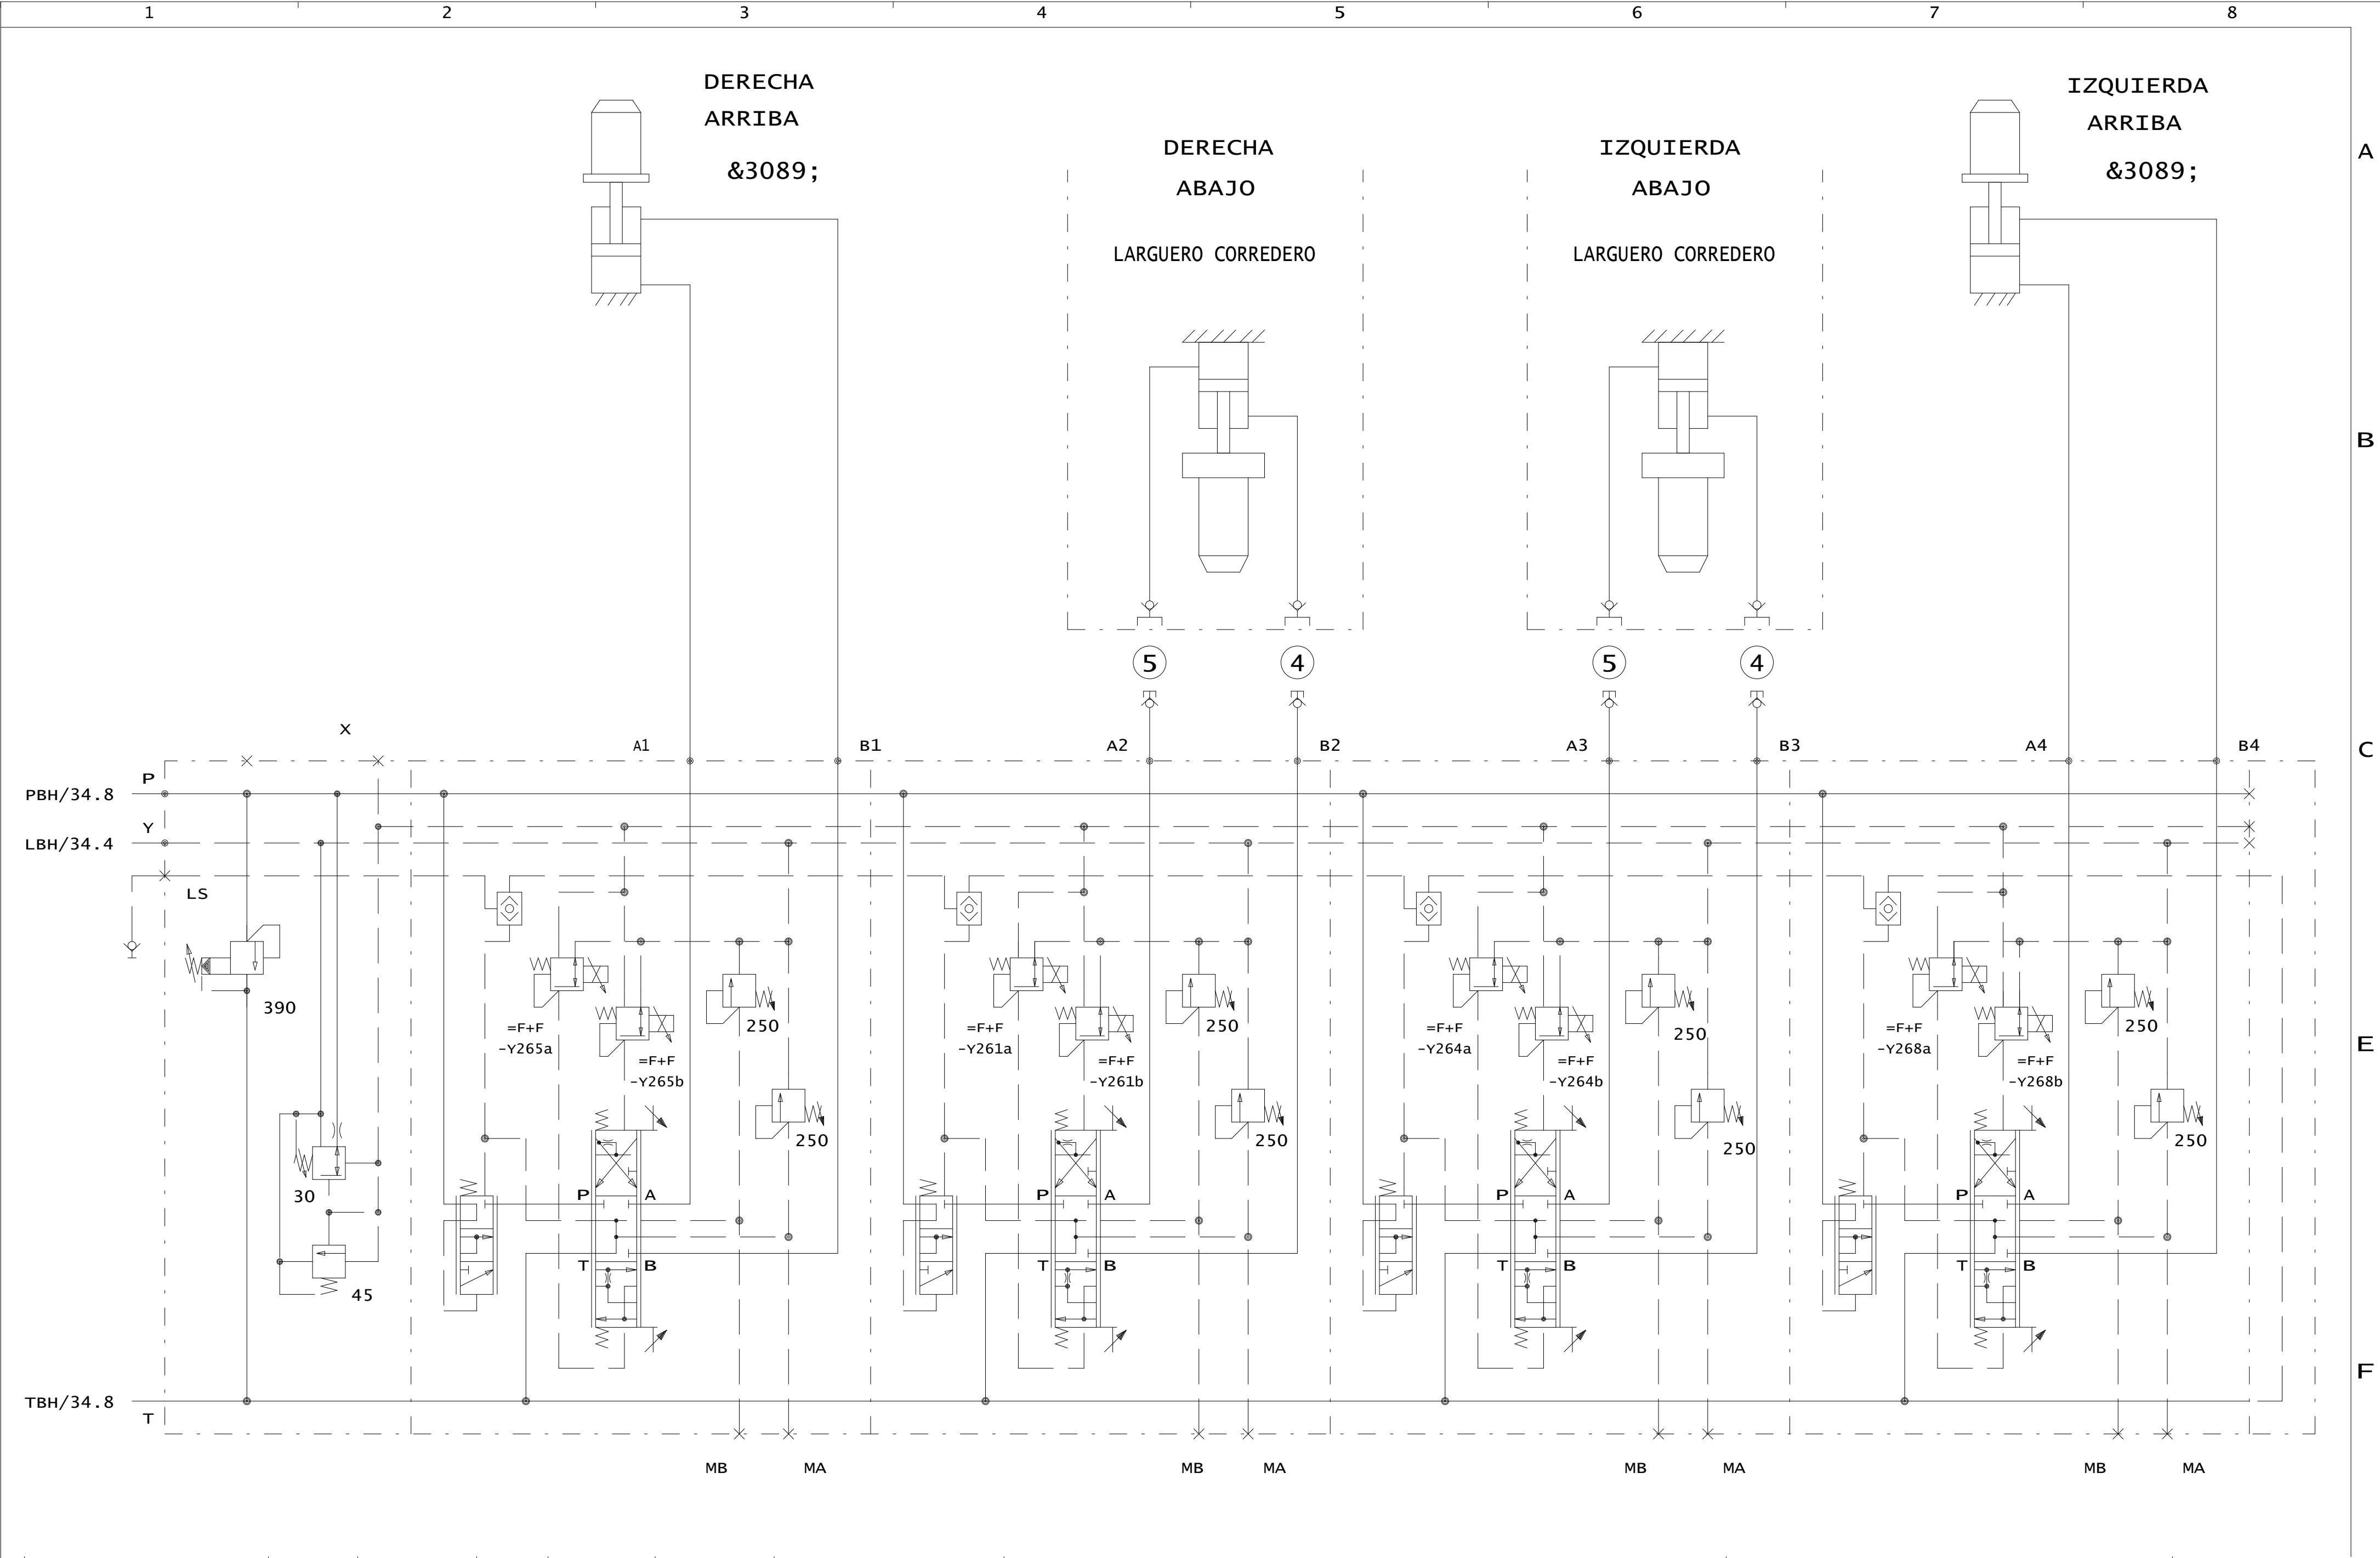 1 2 3 4 5 6 7 8
DERECHA
ARRIBA
&3089;
DERECHA
ABAJO
LARGUERO CORREDERO
IZQUIERDA
ABAJO
LARGUERO CORREDERO
IZQUIERDA
ARRIBA
&3089;
A
B
5 4 5 4
X
A1 B1 A2 B2 A3 B3 A4 B4
C
P
PBH/34.8
Y
LBH/34.4
LS
390
=F+F
-Y265a
=F+F
-Y265b
250
250
=F+F
-Y261a
=F+F
-Y261b
250
250
=F+F
-Y264a
=F+F
-Y264b
250
250
=F+F
-Y268a
=F+F
-Y268b
250
250
E
30
45
P A
T B
P A
T B
P A
T B
P A
T B
F
TBH/34.8
T
MB MA MB MA MB MA MB MA